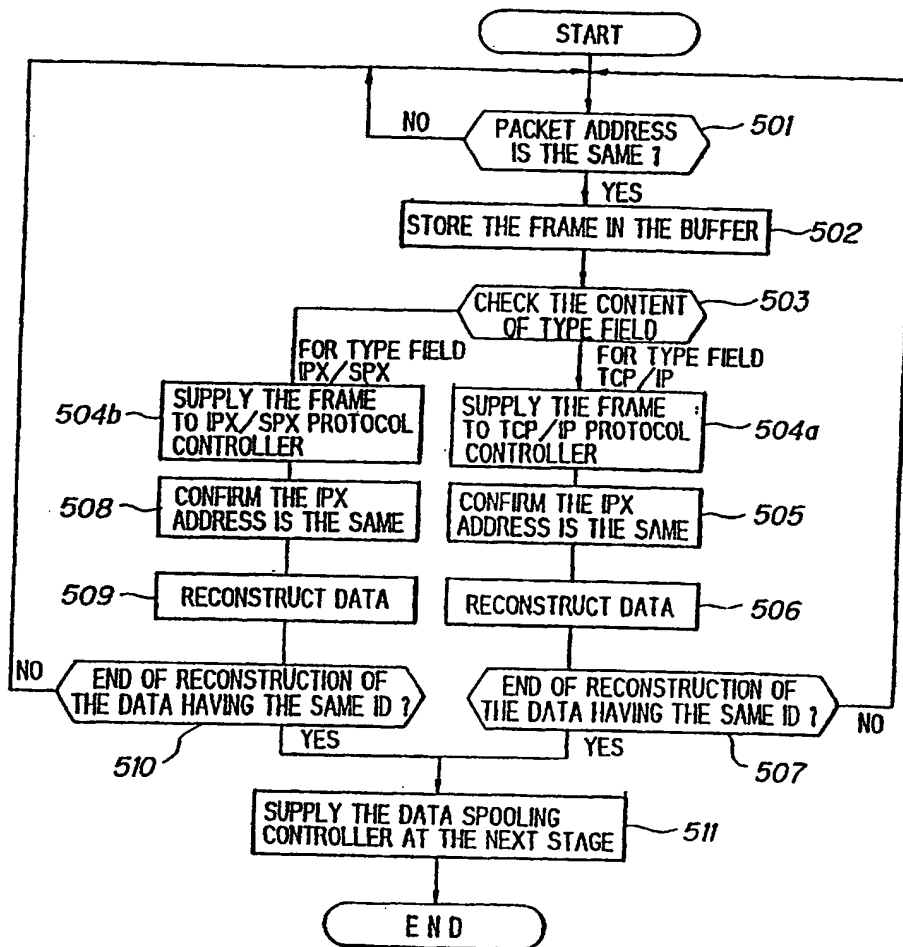 START
NO
PACKET ADDRESS
IS THE SAME ?
501
YES
STORE THE FRAME IN THE BUFFER
502
CHECK THE CONTENT
OF TYPE FIELD
503
FOR TYPE FIELD
IPX/SPX
FOR TYPE FIELD
TCP/IP
504b
SUPPLY THE FRAME
TO IPX/SPX PROTOCOL
CONTROLLER
SUPPLY THE FRAME
TO TCP/IP PROTOCOL
CONTROLLER
504a
508
CONFIRM THE IPX
ADDRESS IS THE SAME
CONFIRM THE IPX
ADDRESS IS THE SAME
505
509
RECONSTRUCT DATA
RECONSTRUCT DATA
506
NO
END OF RECONSTRUCTION OF
THE DATA HAVING THE SAME ID ?
END OF RECONSTRUCTION OF
THE DATA HAVING THE SAME ID ?
NO
510
YES
YES
507
SUPPLY THE DATA SPOOLING
CONTROLLER AT THE NEXT STAGE
511
END